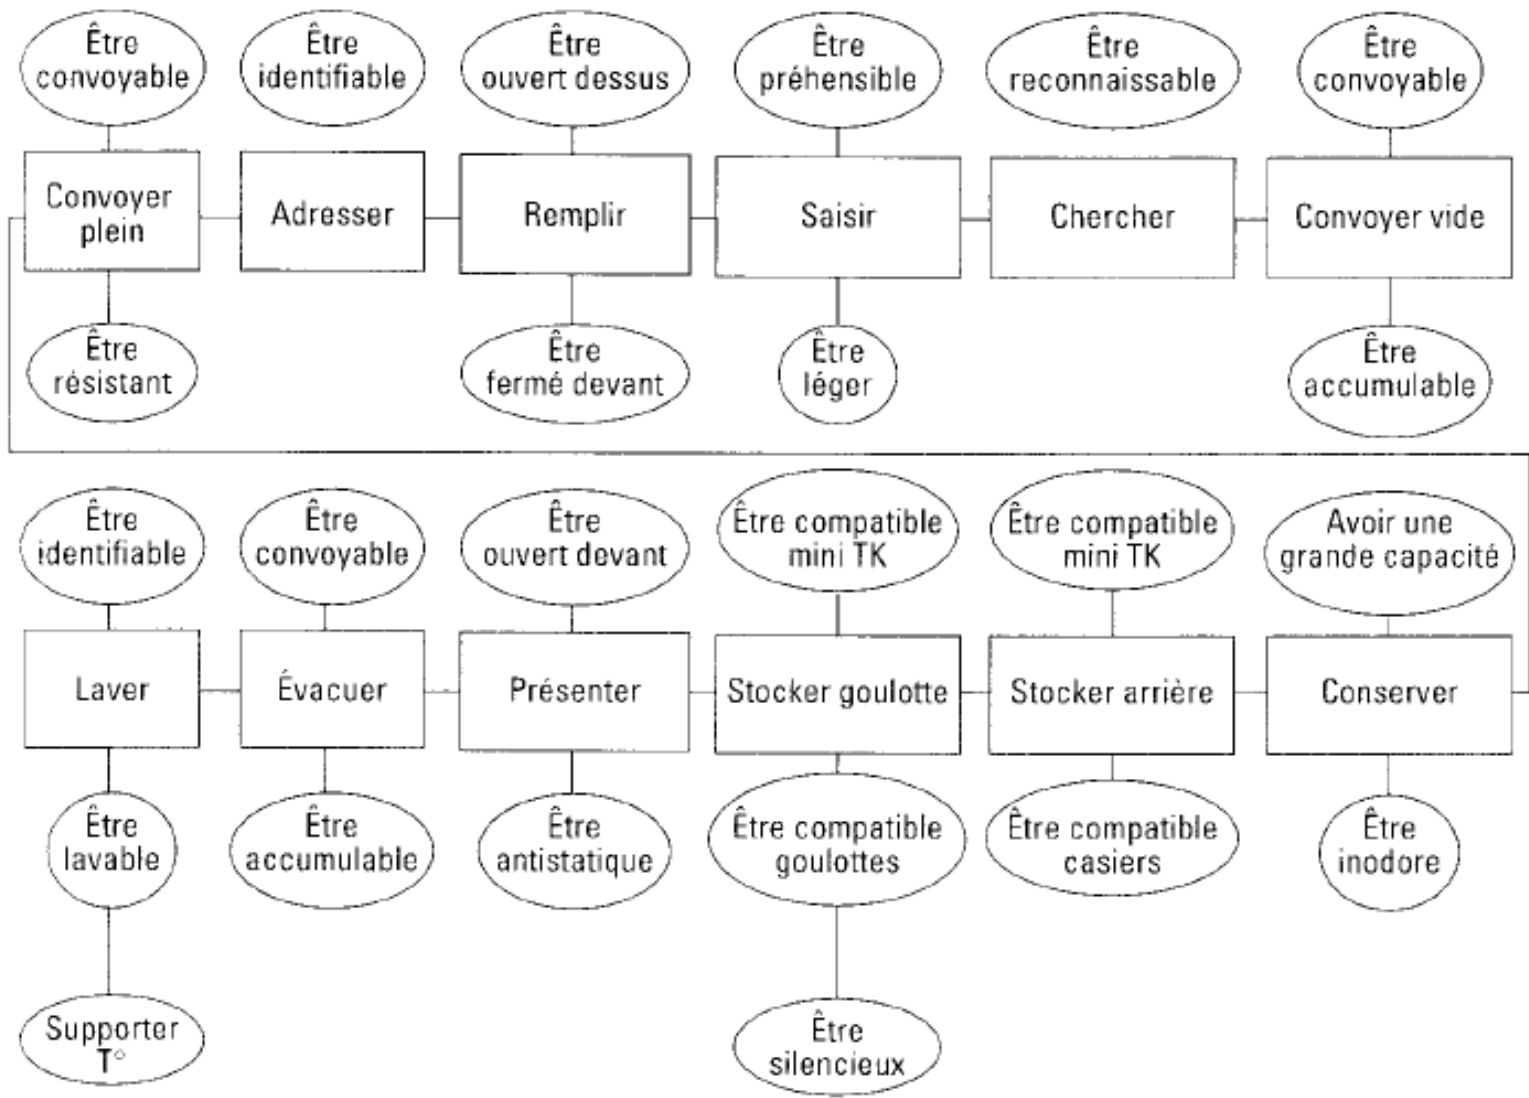 Être
convoyable
Être
identifiable
Être
ouvert dessus
Être
préhensible
Être
reconnaissable
Être
convoyable
Convoyer
plein
Adresser
Remplir
Saisir
Chercher
Convoyer vide
Être
résistant
Être
fermé devant
Être
léger
Être
accumulable
Être
identifiable
Être
convoyable
Être
ouvert devant
Être compatible
mini TK
Être compatible
mini TK
Avoir une
grande capacité
Laver
Évacuer
Présenter
Stocker goulotte
Stocker arrière
Conserver
Être
lavable
Être
accumulable
Être
antistatique
Être compatible
goulottes
Être compatible
casiers
Être
inodore
Supporter
T°
Être
silencieux